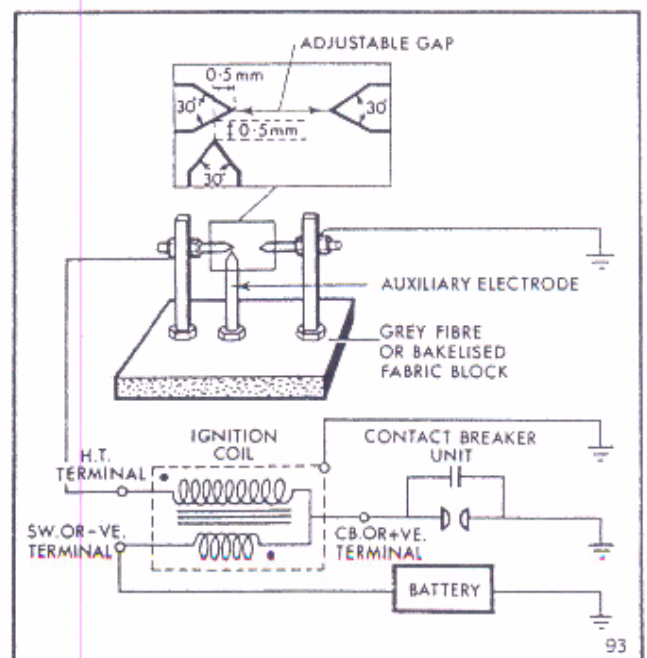 ADJUSTABLE GAP
0·5mm
30°
30°
0·5mm
30°
AUXILIARY ELECTRODE
GREY FIBRE
OR BAKELISED
FABRIC BLOCK
IGNITION
COIL
CONTACT BREAKER
UNIT
H.T.
TERMINAL
SW. OR -VE.
TERMINAL
CB. OR +VE.
TERMINAL
BATTERY
93